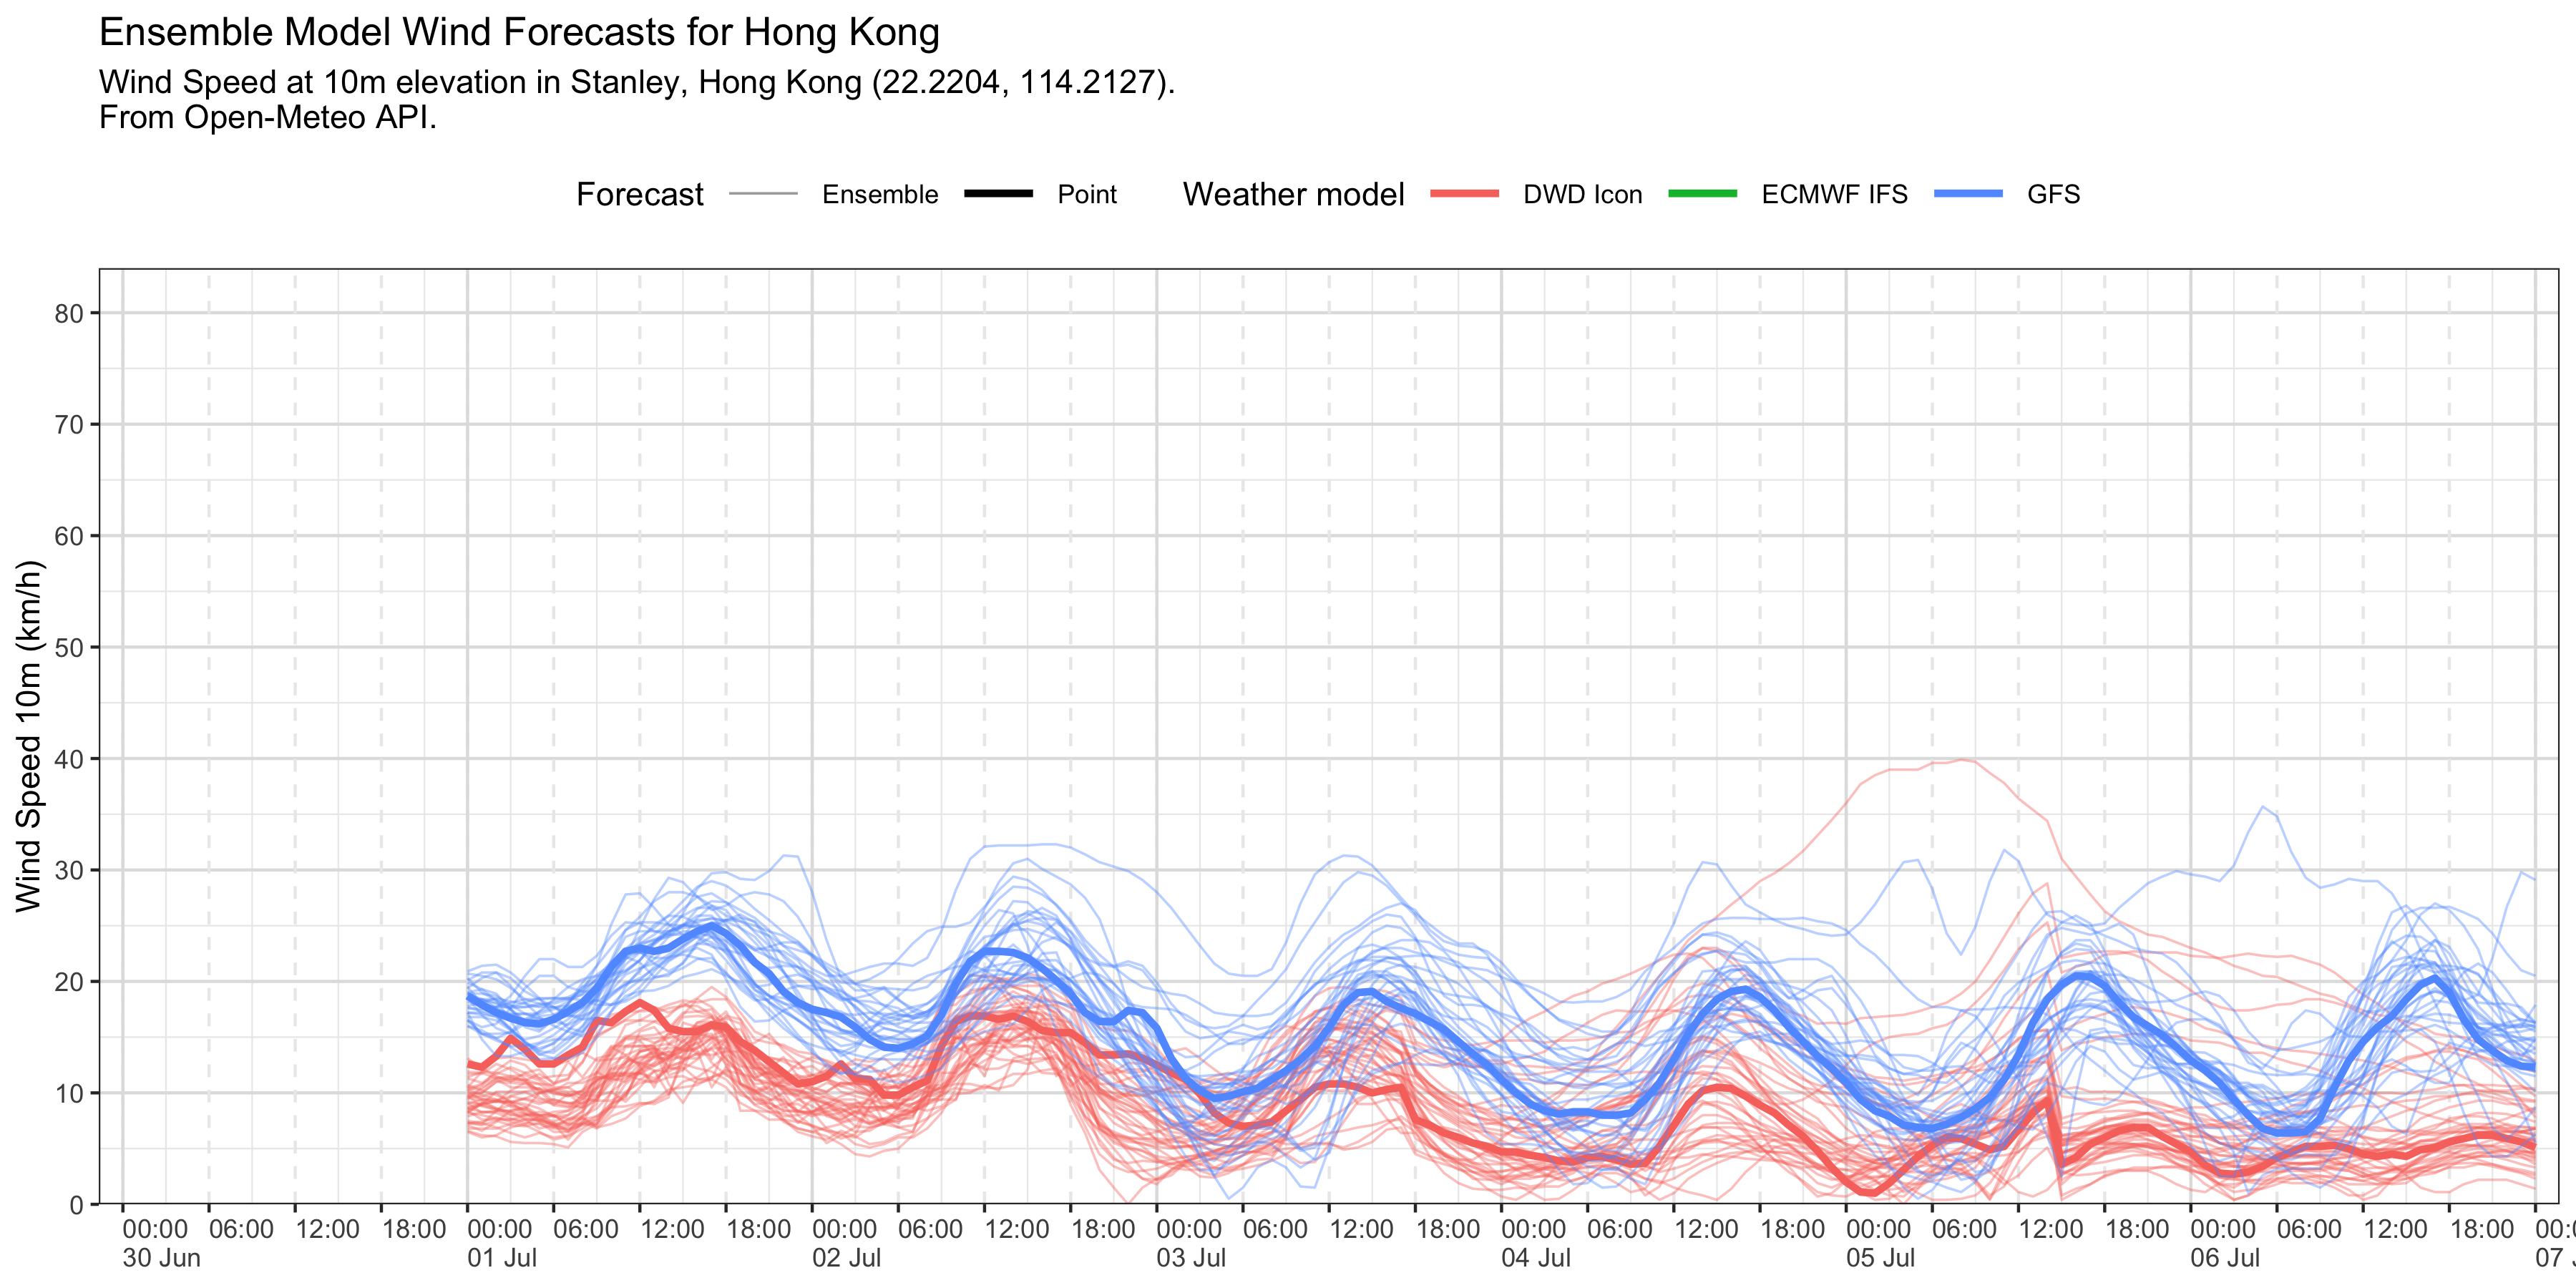 Ensemble Model Wind Forecasts for Hong Kong
Wind Speed at 10m elevation in Stanley, Hong Kong (22.2204, 114.2127).
From Open-Meteo API.
Forecast Ensemble Point Weather model DWD Icon ECMWF IFS GFS
Wind Speed 10m (km/h)
80
70
60
50
40
30
20
10
0
00:00 06:00 12:00 18:00 00:00 06:00 12:00 18:00 00:00 06:00 12:00 18:00 00:00 06:00 12:00 18:00 00:00 06:00 12:00 18:00 00:00 06:00 12:00 18:00 00:00 06:00 12:00 18:00 00:0
30 Jun 01 Jul 02 Jul 03 Jul 04 Jul 05 Jul 06 Jul 07